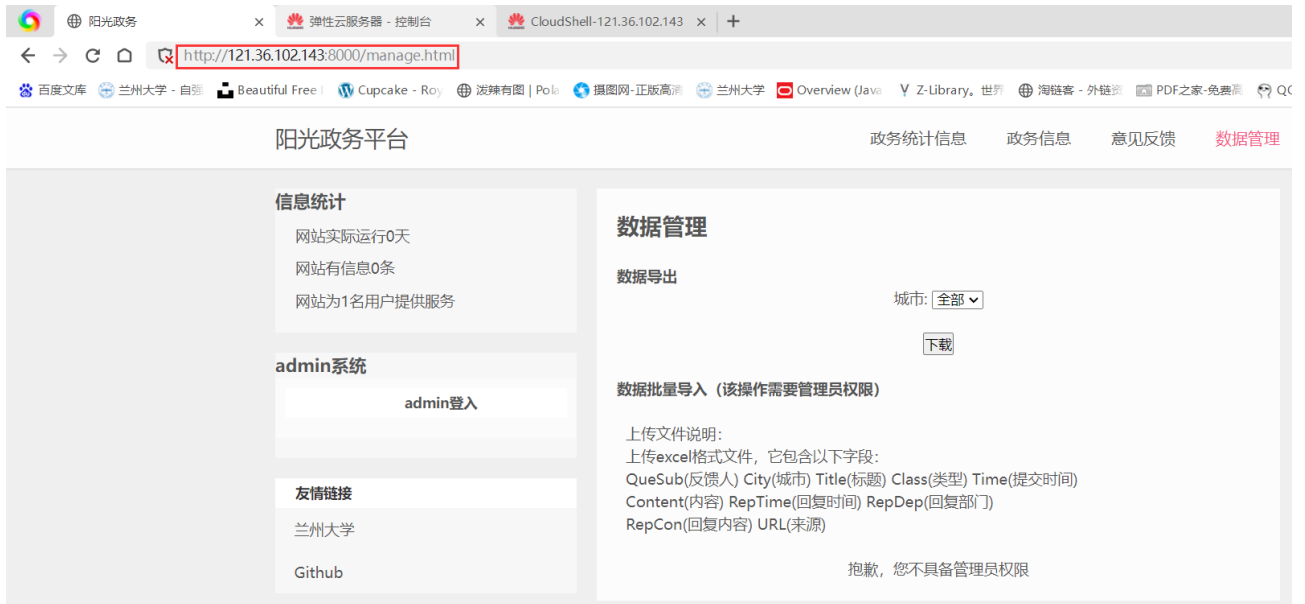 阳光政务
弹性云服务器 - 控制台
CloudShell-121.36.102.143
http://121.36.102.143:8000/manage.html
百度文库 兰州大学 - 自强 Beautiful Free Cupcake - Roy 泼辣有图 | Pola 摄图网-正版高清 兰州大学 Overview (Java Z-Library。世界 淘链客 - 外链资 PDF之家-免费高 QQ
阳光政务平台 政务统计信息 政务信息 意见反馈 数据管理
信息统计
网站实际运行0天
网站有信息0条
网站为1名用户提供服务
admin系统
admin登入
友情链接
兰州大学
Github
数据管理
数据导出
城市: 全部
下载
数据批量导入（该操作需要管理员权限）
上传文件说明：
上传excel格式文件，它包含以下字段：
QueSub(反馈人) City(城市) Title(标题) Class(类型) Time(提交时间)
Content(内容) RepTime(回复时间) RepDep(回复部门)
RepCon(回复内容) URL(来源)
抱歉，您不具备管理员权限